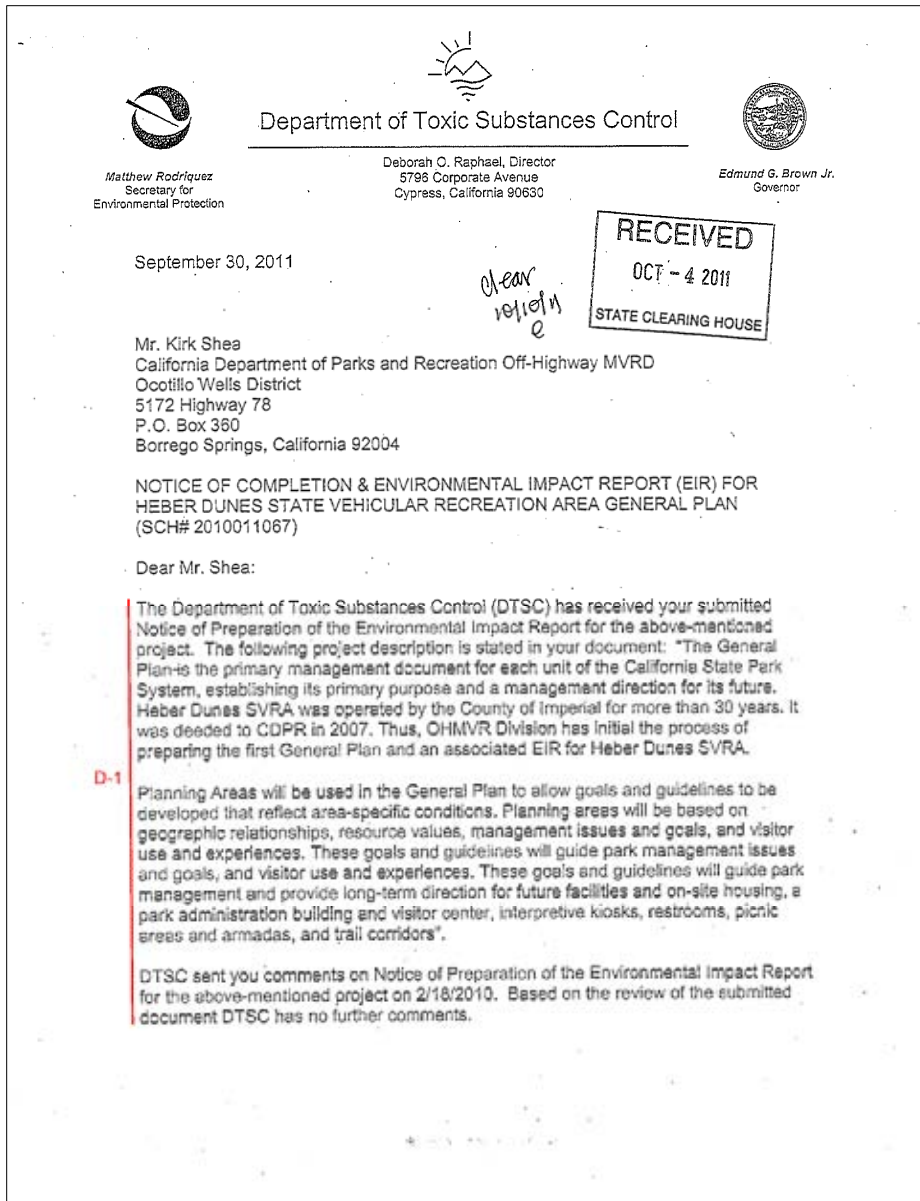 Department of Toxic Substances Control
Matthew Rodriquez
Secretary for
Environmental Protection
Deborah O. Raphael, Director
5796 Corporate Avenue
Cypress, California 90630
Edmund G. Brown Jr.
Governor
September 30, 2011
clear
RECEIVED
OCT - 4 2011
STATE CLEARING HOUSE
Mr. Kirk Shea
California Department of Parks and Recreation Off-Highway MVRD
Ocotillo Wells District
5172 Highway 78
P.O. Box 360
Borrego Springs, California 92004
NOTICE OF COMPLETION & ENVIRONMENTAL IMPACT REPORT (EIR) FOR
HEBER DUNES STATE VEHICULAR RECREATION AREA GENERAL PLAN
(SCH# 2010011067)
Dear Mr. Shea:
The Department of Toxic Substances Control (DTSC) has received your submitted
Notice of Preparation of the Environmental Impact Report for the above-mentioned
project. The following project description is stated in your document: "The General
Plan is the primary management document for each unit of the California State Park
System, establishing its primary purpose and a management direction for its future.
Heber Dunes SVRA was operated by the County of Imperial for more than 30 years. It
was deeded to CDPR in 2007. Thus, OHMVR Division has initial the process of
preparing the first General Plan and an associated EIR for Heber Dunes SVRA.
D-1
Planning Areas will be used in the General Plan to allow goals and guidelines to be
developed that reflect area-specific conditions. Planning areas will be based on
geographic relationships, resource values, management issues and goals, and visitor
use and experiences. These goals and guidelines will guide park management issues
and goals, and visitor use and experiences. These goals and guidelines will guide park
management and provide long-term direction for future facilities and on-site housing, a
park administration building and visitor center, interpretive kiosks, restrooms, picnic
areas and armadas, and trail corridors".
DTSC sent you comments on Notice of Preparation of the Environmental Impact Report
for the above-mentioned project on 2/18/2010. Based on the review of the submitted
document DTSC has no further comments.